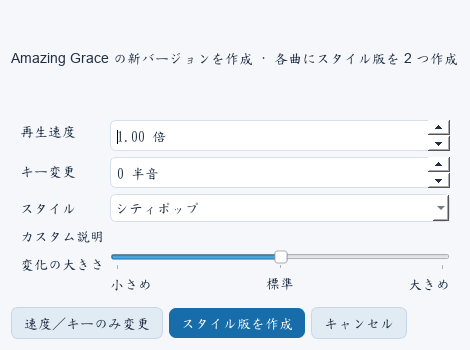 Amazing Grace の新バージョンを作成 · 各曲にスタイル版を 2 つ作成
再生速度
1.00 倍
キー変更
0 半音
スタイル
シティポップ
カスタム説明
変化の大きさ
小さめ 標準 大きめ
速度／キーのみ変更 スタイル版を作成 キャンセル